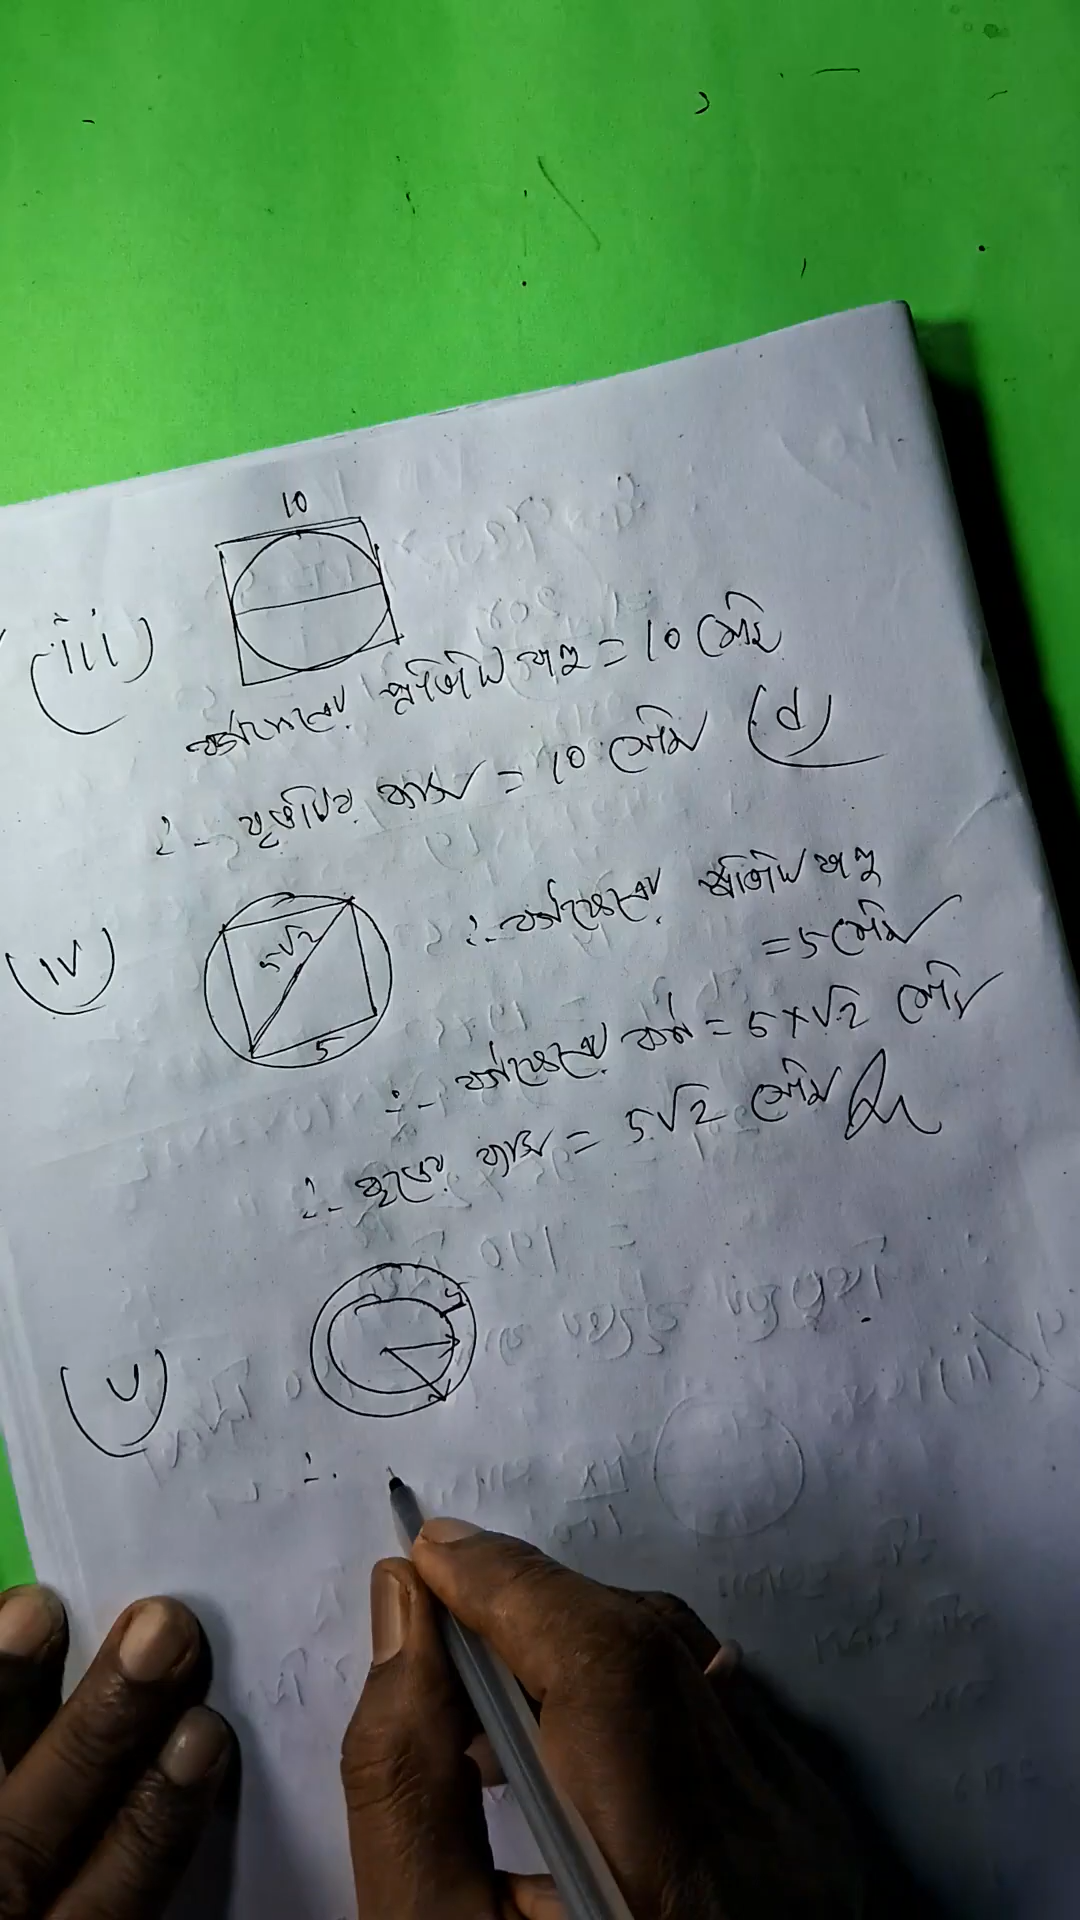 10
(iii)
বর্গক্ষেত্রের প্রতিটি বাহু = 10 সেমি
∴ বৃত্তটির ব্যাস = 10 সেমি (d)
(iv)
5√2
5
∴ বর্গক্ষেত্রের প্রতিটি বাহু
= 5 সেমি
∴ বর্গক্ষেত্রের কর্ণ = 5×√2 সেমি
∴ বৃত্তের ব্যাস = 5√2 সেমি
(v)
∴